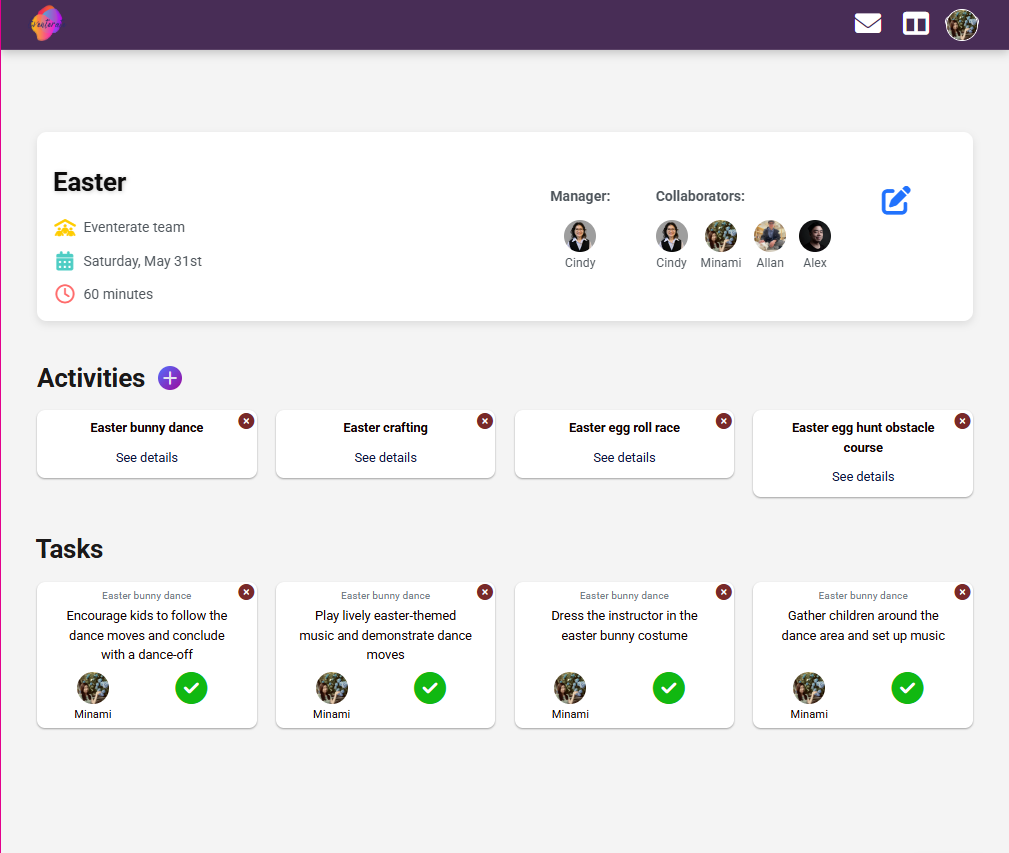 Easter
Eventerate team
Saturday, May 31st
60 minutes
Manager:
Cindy
Collaborators:
Cindy Minami Allan Alex
Activities
Easter bunny dance
See details
Easter crafting
See details
Easter egg roll race
See details
Easter egg hunt obstacle
course
See details
Tasks
Easter bunny dance
Encourage kids to follow the
dance moves and conclude
with a dance-off
Minami
Easter bunny dance
Play lively easter-themed
music and demonstrate dance
moves
Minami
Easter bunny dance
Dress the instructor in the
easter bunny costume
Minami
Easter bunny dance
Gather children around the
dance area and set up music
Minami